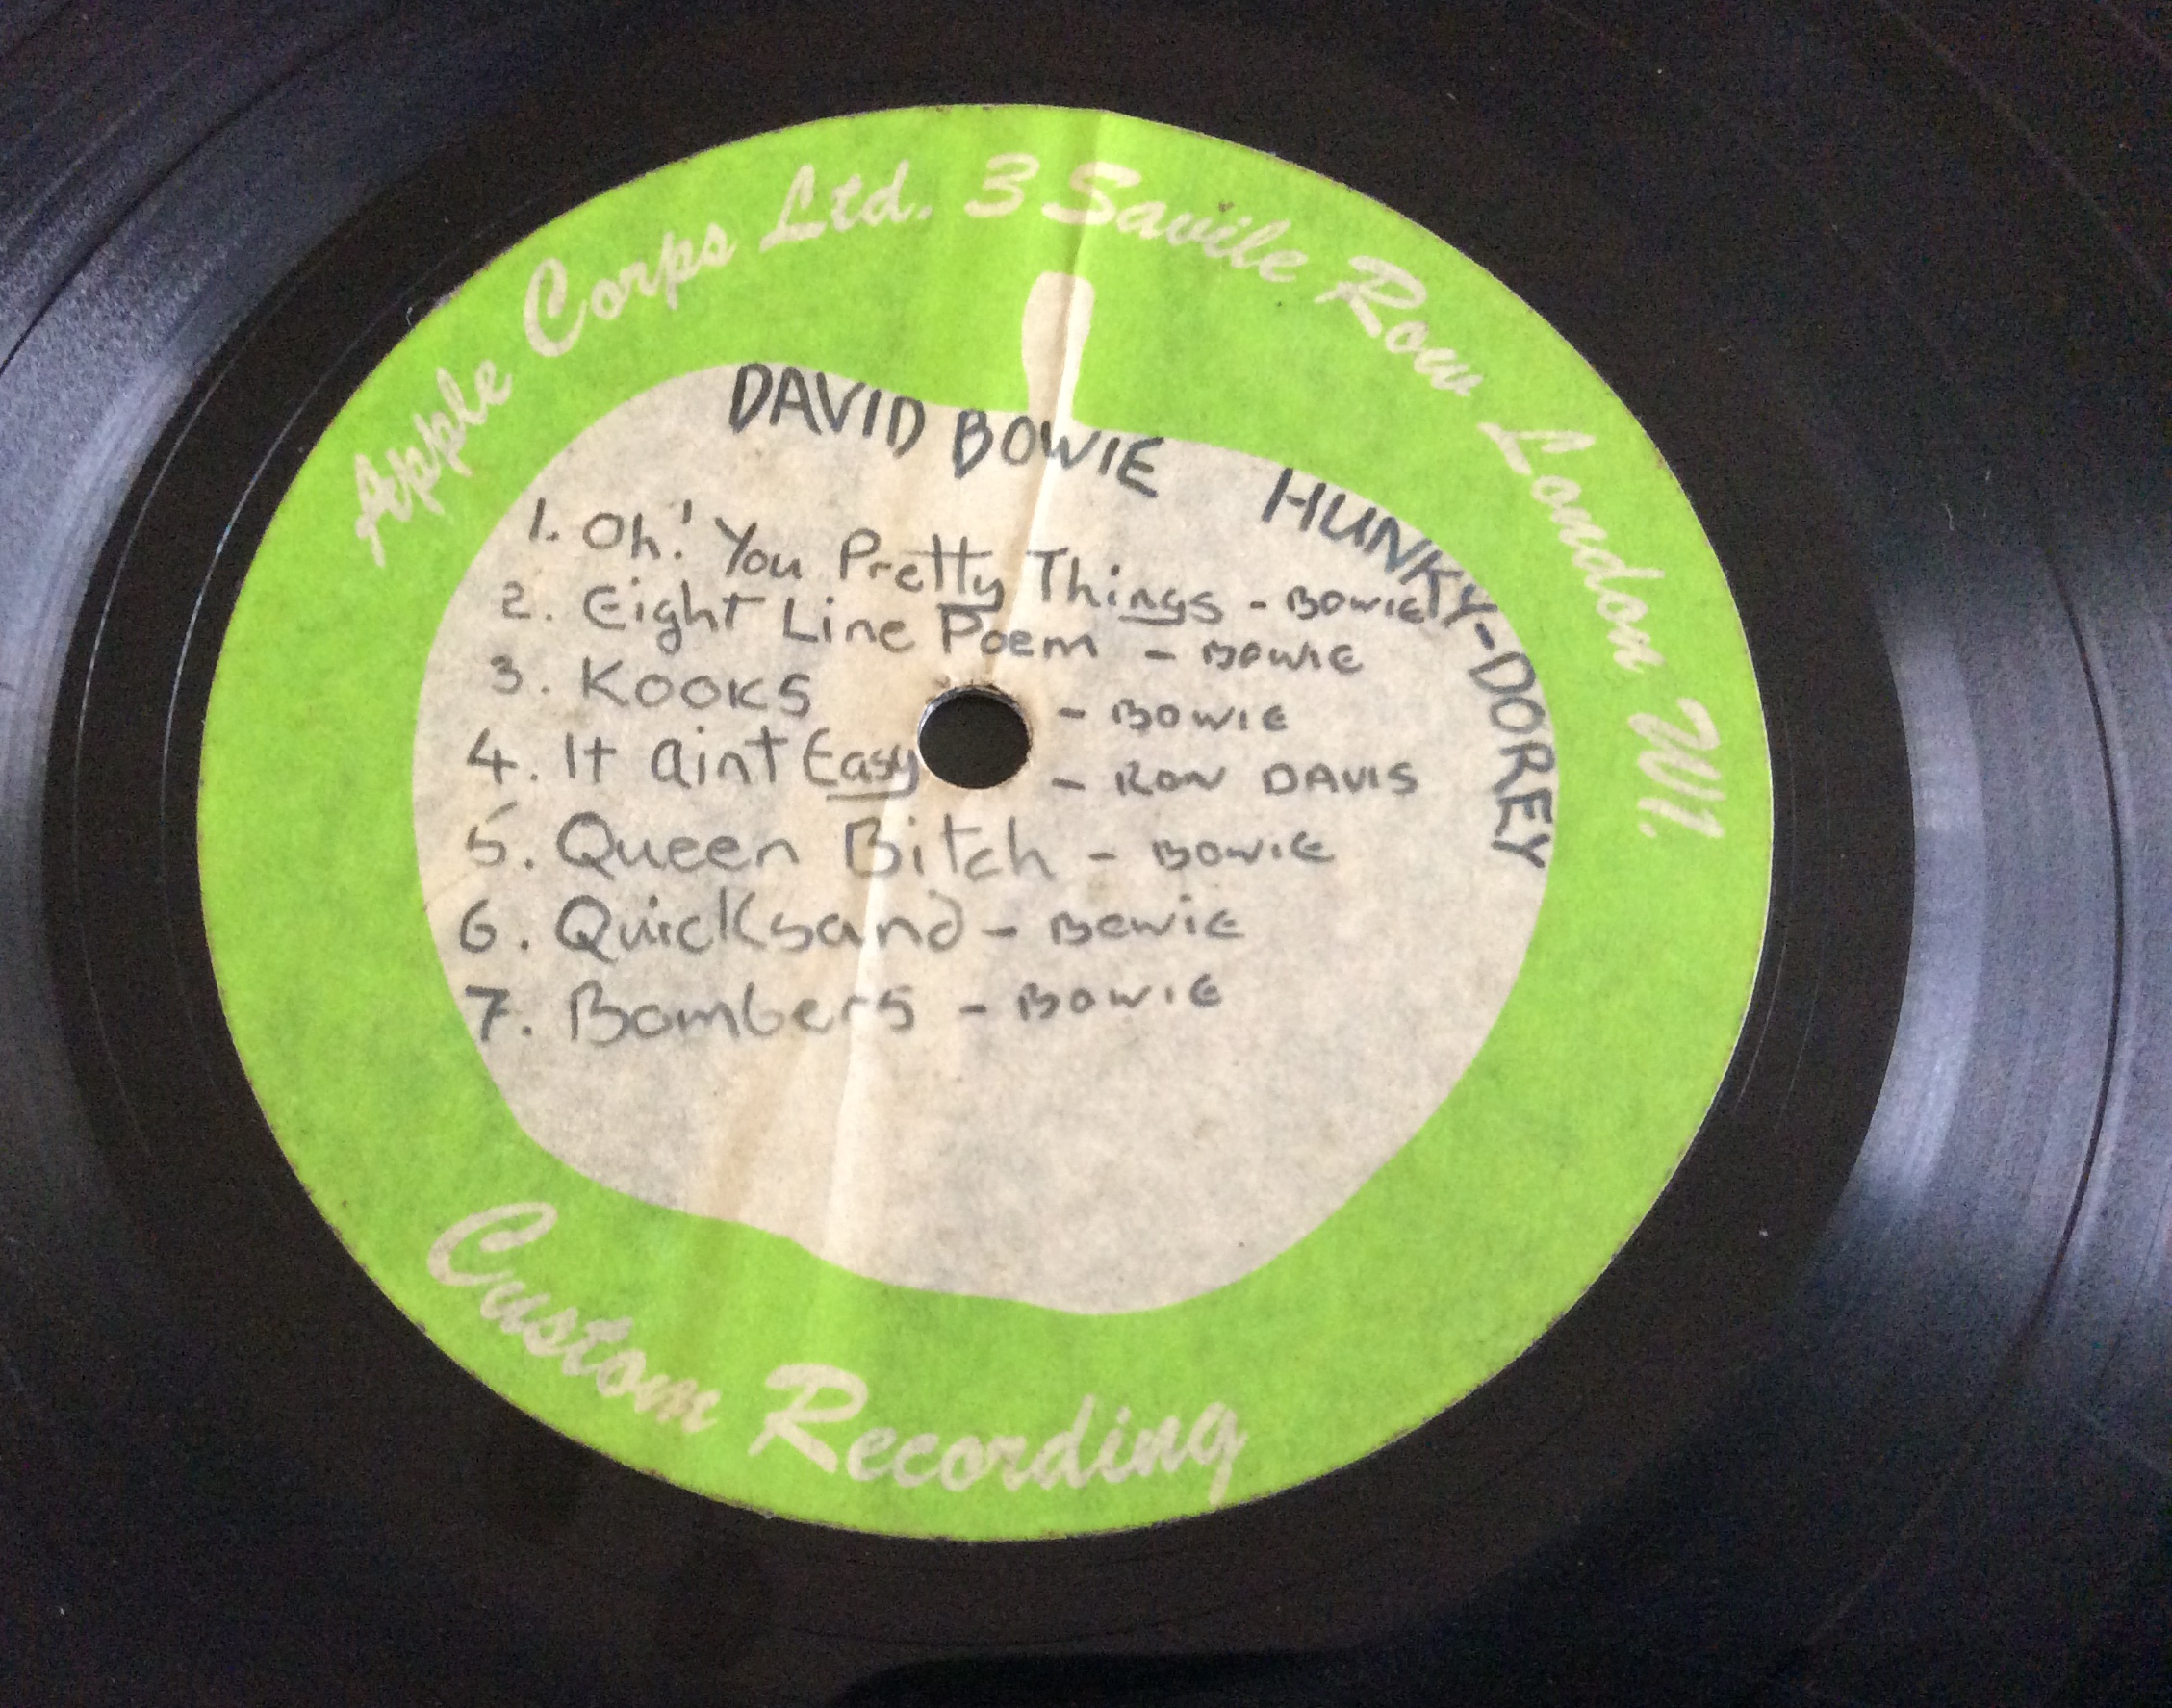 Apple Corps Ltd. 3 Savile Row London W1.
DAVID BOWIE HUNKY-DOREY
1. Oh! You Pretty Things - BOWIE
2. Eight Line Poem - BOWIE
3. Kooks - BOWIE
4. It aint Easy - RON DAVIS
5. Queen Bitch - BOWIE
6. Quicksand - BOWIE
7. Bombers - BOWIE
Custom Recording